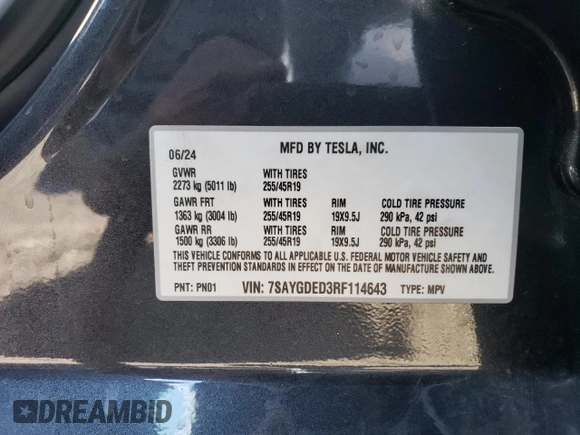 06/24 MFD BY TESLA, INC.
GVWR WITH TIRES
2273 kg (5011 lb) 255/45R19
GAWR FRT WITH TIRES RIM COLD TIRE PRESSURE
1363 kg (3004 lb) 255/45R19 19X9.5J 290 kPa, 42 psi
GAWR RR WITH TIRES RIM COLD TIRE PRESSURE
1500 kg (3306 lb) 255/45R19 19X9.5J 290 kPa, 42 psi
THIS VEHICLE CONFORMS TO ALL APPLICABLE U.S. FEDERAL MOTOR VEHICLE SAFETY AND
THEFT PREVENTION STANDARDS IN EFFECT ON THE DATE OF MANUFACTURE SHOWN ABOVE.
PNT: PN01 VIN: 7SAYGDED3RF114643 TYPE: MPV
DREAMBID